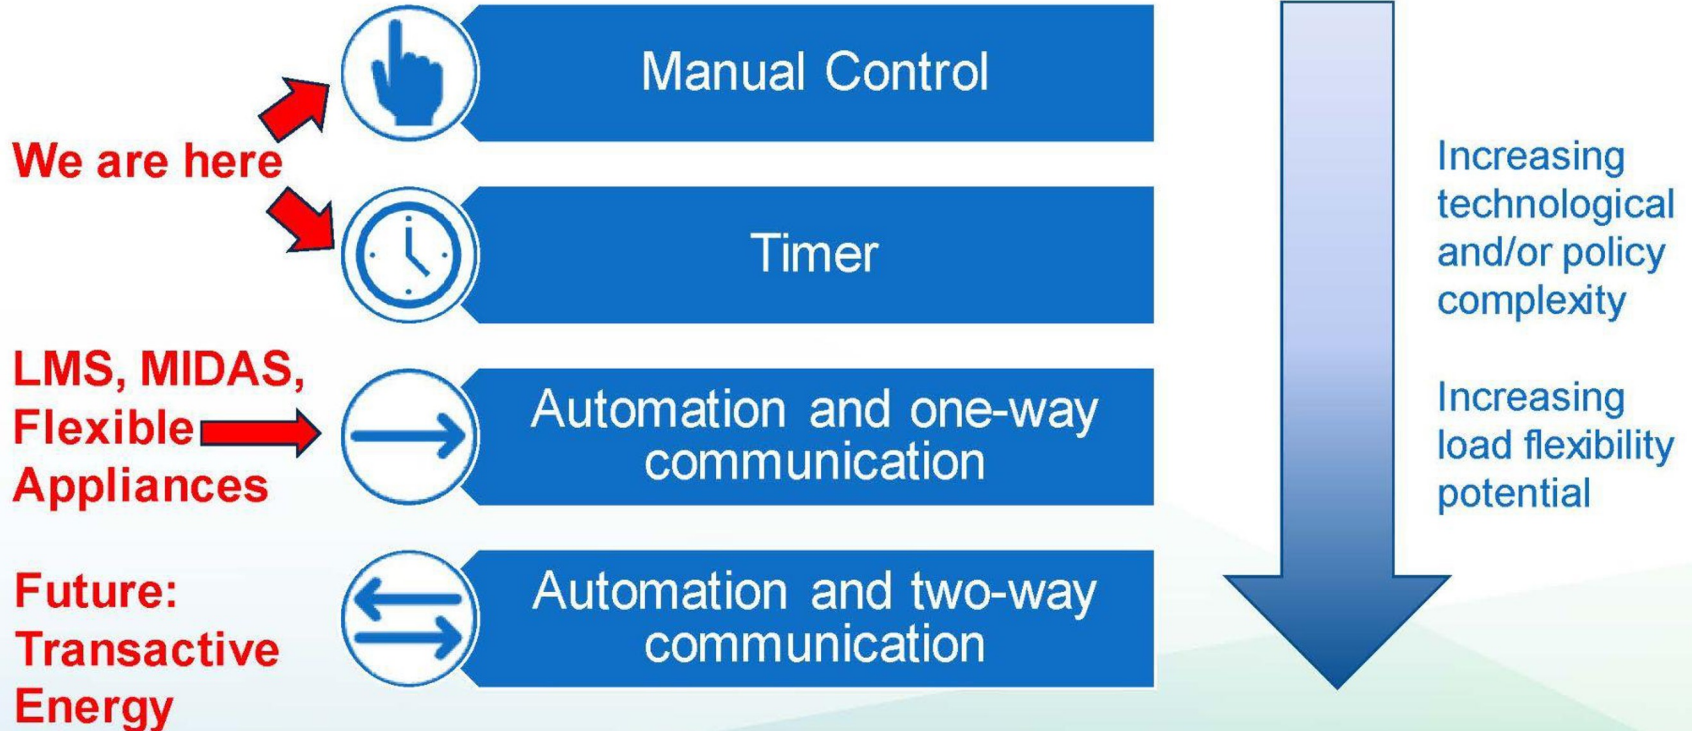 Manual Control
We are here
Timer
Increasing
technological
and/or policy
complexity
LMS, MIDAS,
Flexible
Appliances
Automation and one-way
communication
Increasing
load flexibility
potential
Future:
Transactive
Energy
Automation and two-way
communication